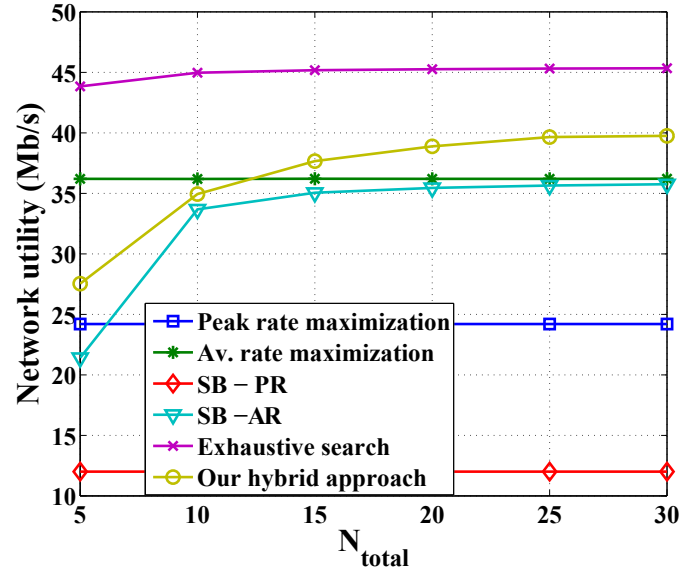 50
45
40
35
30
25
20
15
10
Network utility (Mb/s)
Peak rate maximization
Av. rate maximization
SB − PR
SB −AR
Exhaustive search
Our hybrid approach
5 10 15 20 25 30
N_total